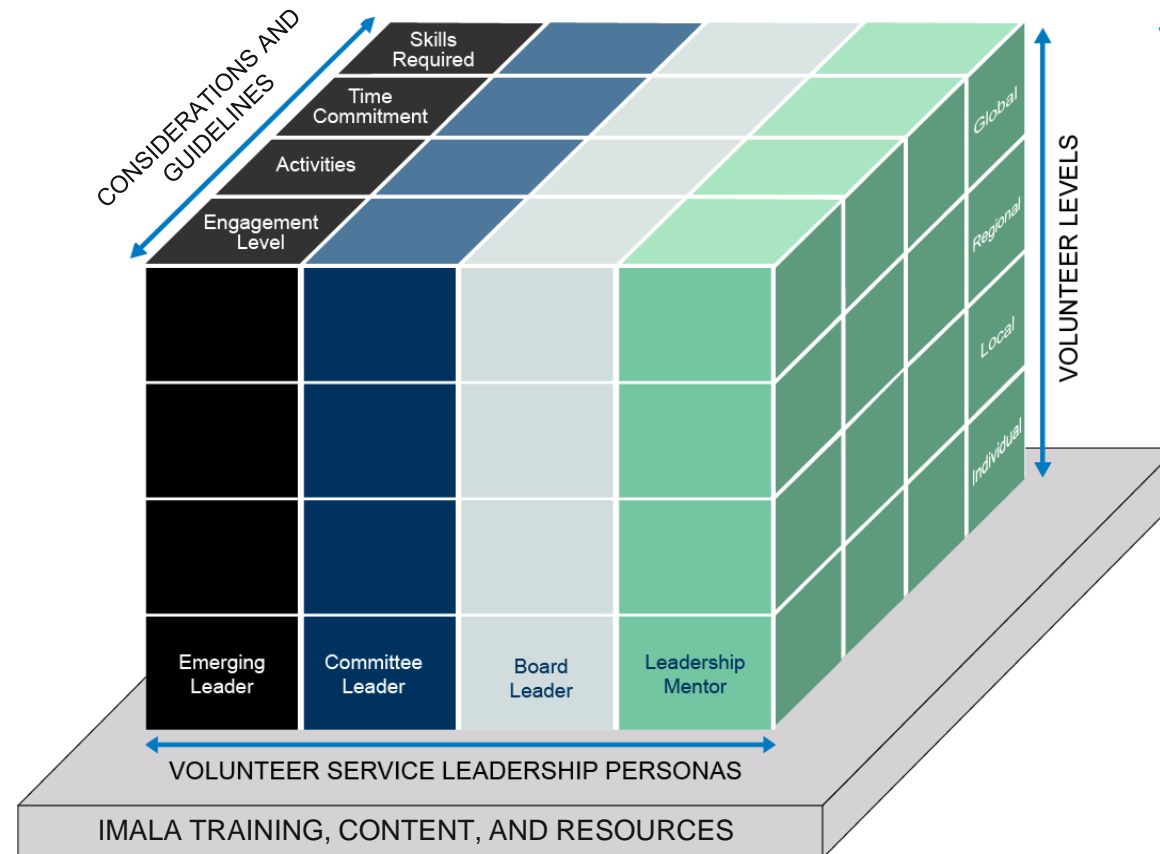 CONSIDERATIONS AND
GUIDELINES
Skills
Required
Time
Commitment
Activities
Engagement
Level
Global
Regional
Local
Individual
VOLUNTEER LEVELS
Emerging
Leader
Committee
Leader
Board
Leader
Leadership
Mentor
VOLUNTEER SERVICE LEADERSHIP PERSONAS
IMALA TRAINING, CONTENT, AND RESOURCES